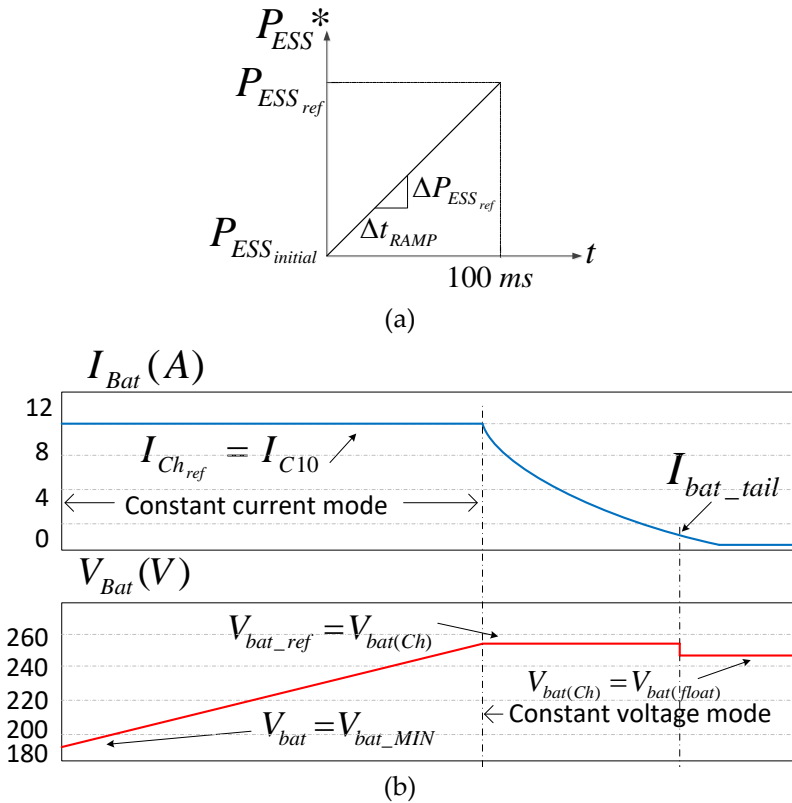 P_ESS*
P_ESS_ref
ΔP_ESS_ref
Δt_RAMP
P_ESS_initial
t
100 ms
(a)
I_Bat (A)
12
I_Ch_ref = I_C10
8
I_bat_tail
4
Constant current mode
0
V_Bat (V)
V_bat_ref = V_bat(Ch)
260
240
V_bat(Ch) = V_bat(float)
220
Constant voltage mode
200
V_bat = V_bat_MIN
180
(b)